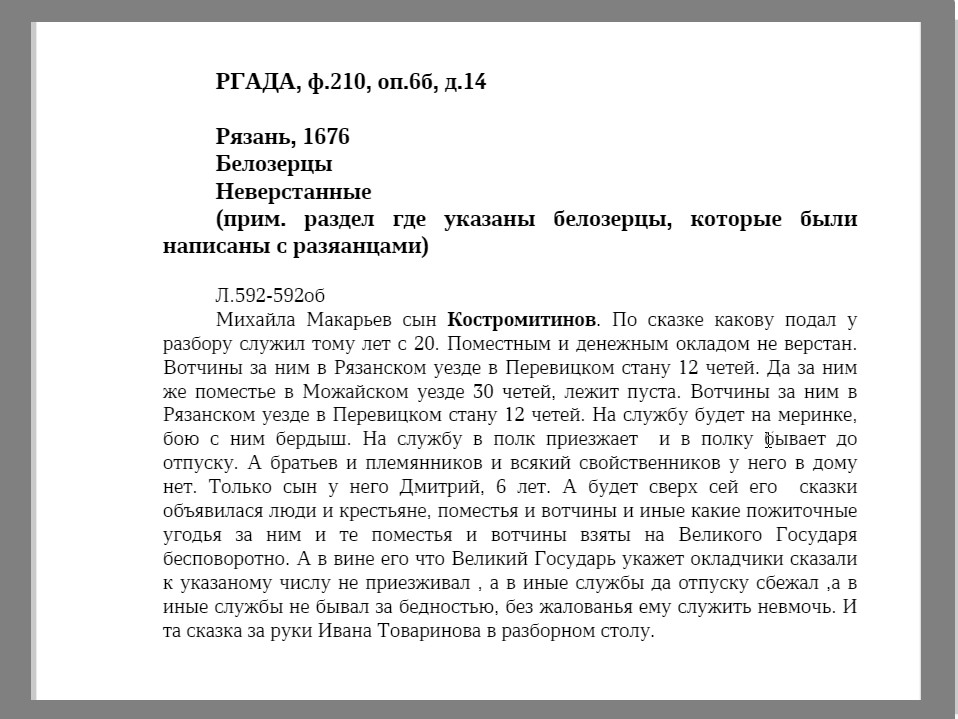 РГАДА, ф.210, оп.6б, д.14
Рязань, 1676
Белозерцы
Неверстанные
(прим. раздел где указаны белозерцы, которые были
написаны с разяанцами)
Л.592-592об
Михайла Макарьев сын Костромитинов. По сказке какову подал у
разбору служил тому лет с 20. Поместным и денежным окладом не верстан.
Вотчины за ним в Рязанском уезде в Перевицком стану 12 четей. Да за ним
же поместье в Можайском уезде 30 четей, лежит пуста. Вотчины за ним в
Рязанском уезде в Перевицком стану 12 четей. На службу будет на меринке,
бою с ним бердыш. На службу в полк приезжает и в полку бывает до
отпуску. А братьев и племянников и всякий свойственников у него в дому
нет. Только сын у него Дмитрий, 6 лет. А будет сверх сей его сказки
объявилася люди и крестьяне, поместья и вотчины и иные какие пожиточные
угодья за ним и те поместья и вотчины взяты на Великого Государя
бесповоротно. А в вине его что Великий Государь укажет окладчики сказали
к указаному числу не приезживал , а в иные службы да отпуску сбежал ,а в
иные службы не бывал за бедностью, без жалованья ему служить невмочь. И
та сказка за руки Ивана Товаринова в разборном столу.